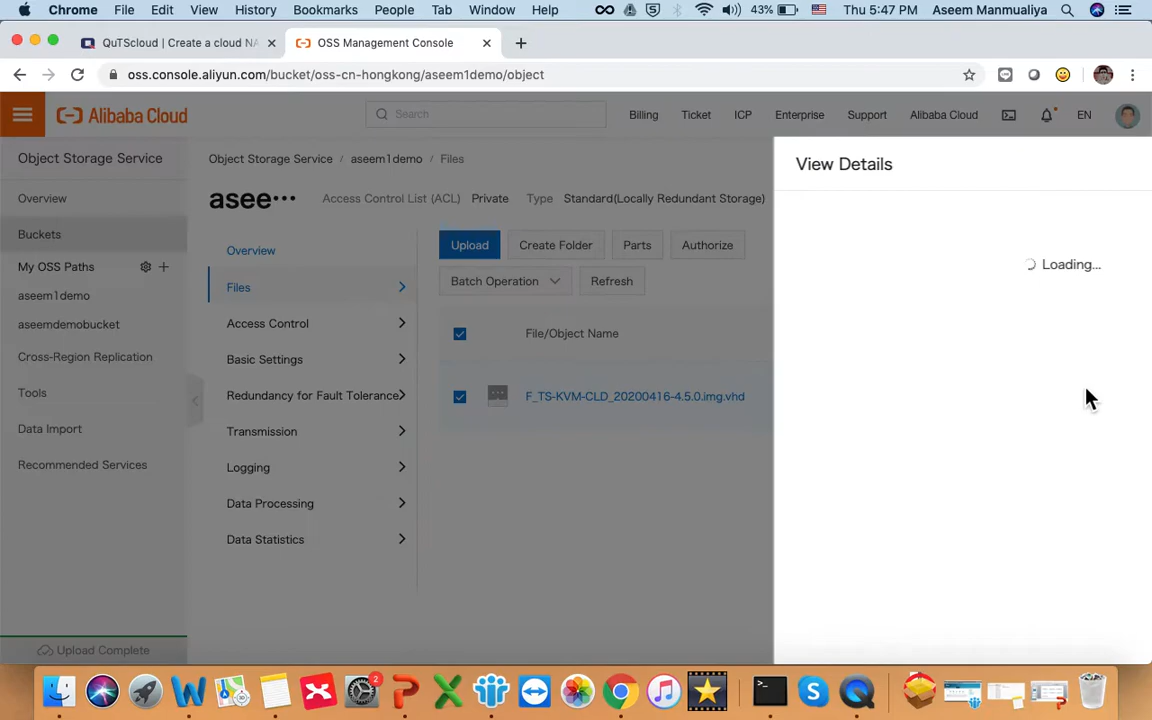 Chrome File Edit View History Bookmarks People Tab Window Help 43% Thu 5:47 PM Aseem Manmualiya
QuTScloud | Create a cloud NA
OSS Management Console
oss.console.aliyun.com/bucket/oss-cn-hongkong/aseem1demo/object
Alibaba Cloud
Search
Billing
Ticket
ICP
Enterprise
Support
Alibaba Cloud
EN
Object Storage Service
Overview
Buckets
My OSS Paths
aseem1demo
aseemdemobucket
Cross-Region Replication
Tools
Data Import
Recommended Services
Upload Complete
Object Storage Service / aseem1demo / Files
asee•••
Access Control List (ACL) Private Type Standard(Locally Redundant Storage)
Overview
Files
Access Control
Basic Settings
Redundancy for Fault Tolerance
Transmission
Logging
Data Processing
Data Statistics
Upload
Create Folder
Parts
Authorize
Batch Operation
Refresh
File/Object Name
F_TS-KVM-CLD_20200416-4.5.0.img.vhd
View Details
Loading...
2